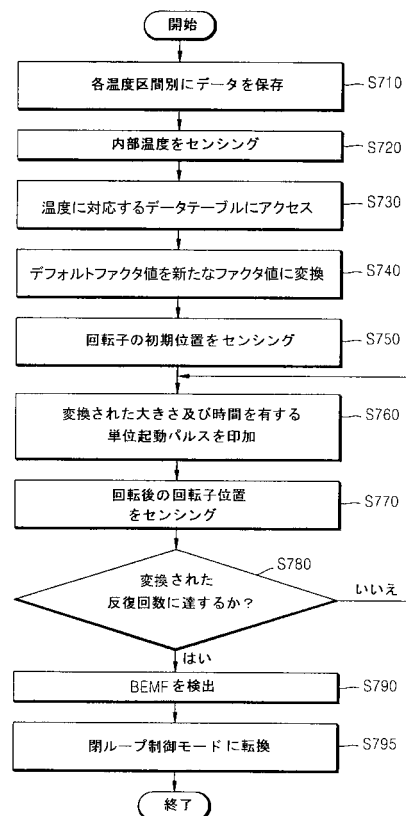 開始
各温度区間別にデータを保存
S710
内部温度をセンシング
S720
温度に対応するデータテーブルにアクセス
S730
デフォルトファクタ値を新たなファクタ値に変換
S740
回転子の初期位置をセンシング
S750
変換された大きさ及び時間を有する
単位起動パルスを印加
S760
回転後の回転子位置
をセンシング
S770
変換された
反復回数に達するか？
S780
いいえ
はい
BEMFを検出
S790
閉ループ制御モードに転換
S795
終了